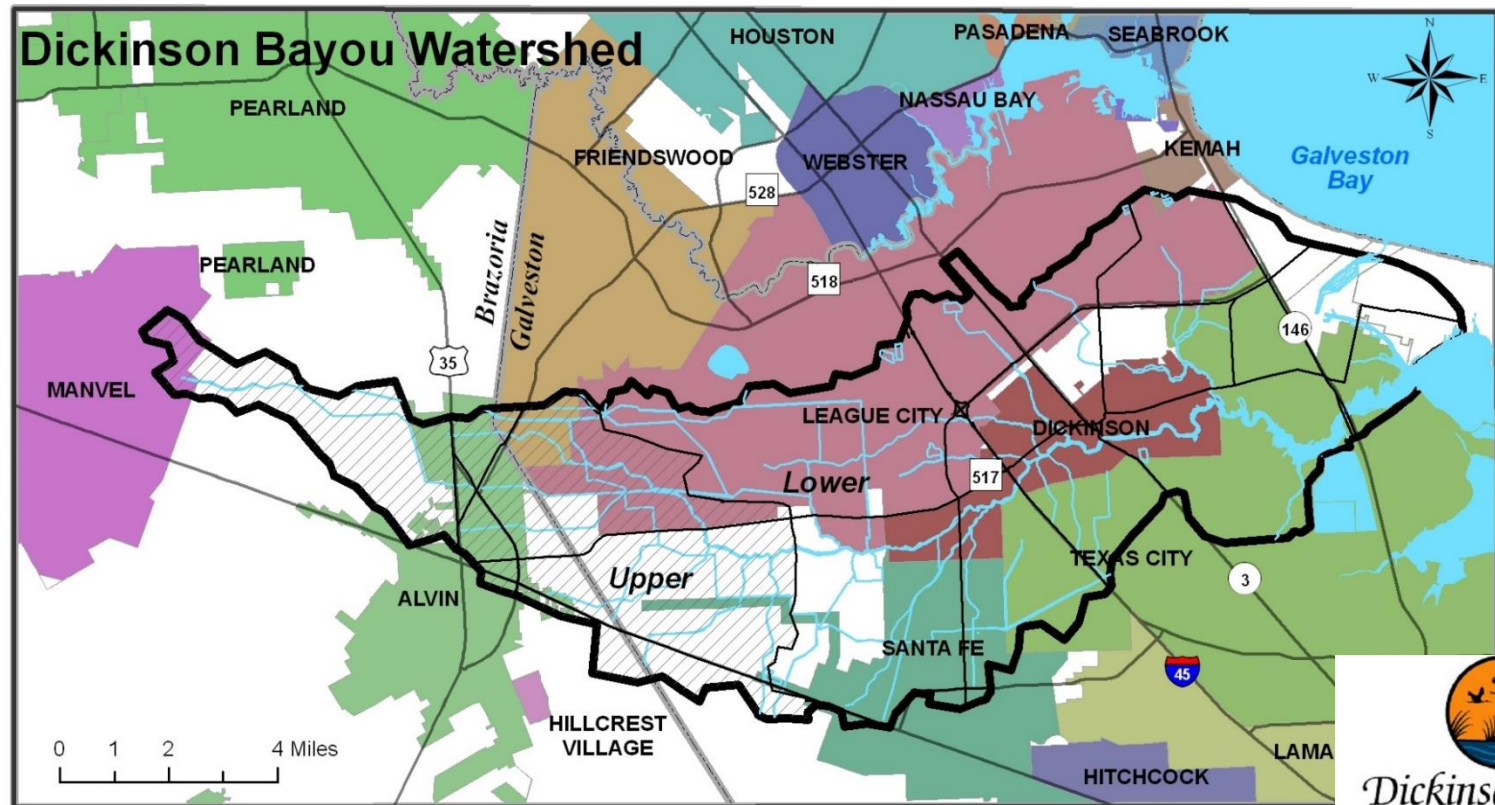 Dickinson Bayou Watershed
HOUSTON
PASADENA
SEABROOK
N
W
E
S
PEARLAND
NASSAU BAY
FRIENDSWOOD
WEBSTER
KEMAH
Galveston
Bay
528
Brazoria
Galveston
PEARLAND
518
146
35
MANVEL
LEAGUE CITY
DICKINSON
Lower
517
Upper
TEXAS CITY
3
ALVIN
SANTA FE
45
HILLCREST
VILLAGE
0 1 2 4 Miles
LAMA
HITCHCOCK
Dickins